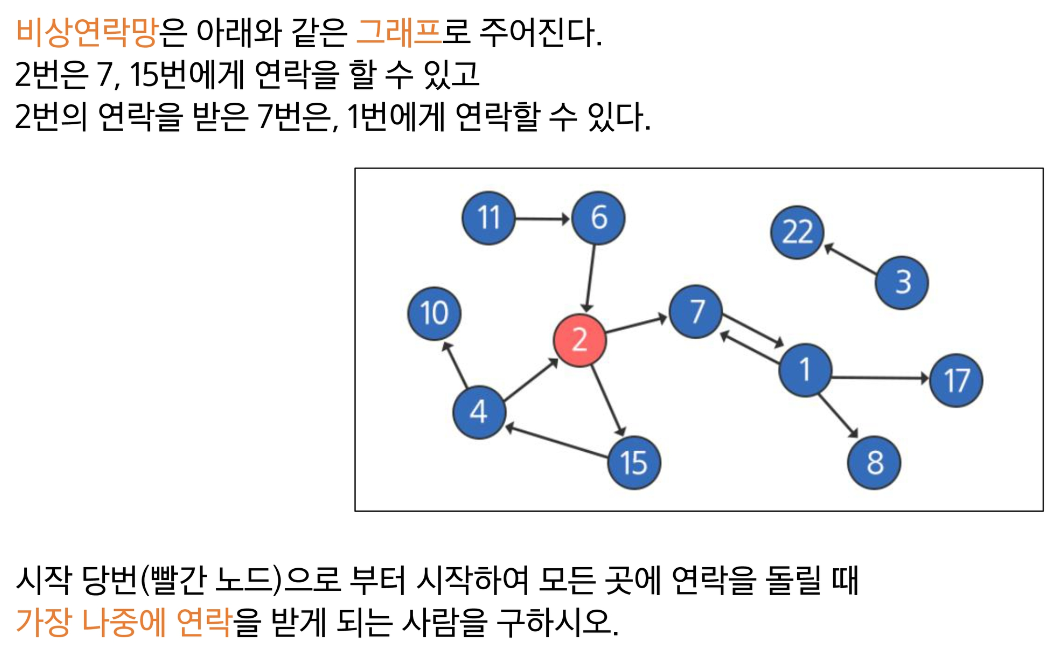 비상연락망은 아래와 같은 그래프로 주어진다.
2번은 7, 15번에게 연락을 할 수 있고
2번의 연락을 받은 7번은, 1번에게 연락할 수 있다.
11
6
22
3
10
2
7
1
17
4
15
8
시작 당번(빨간 노드)으로 부터 시작하여 모든 곳에 연락을 돌릴 때
가장 나중에 연락을 받게 되는 사람을 구하시오.